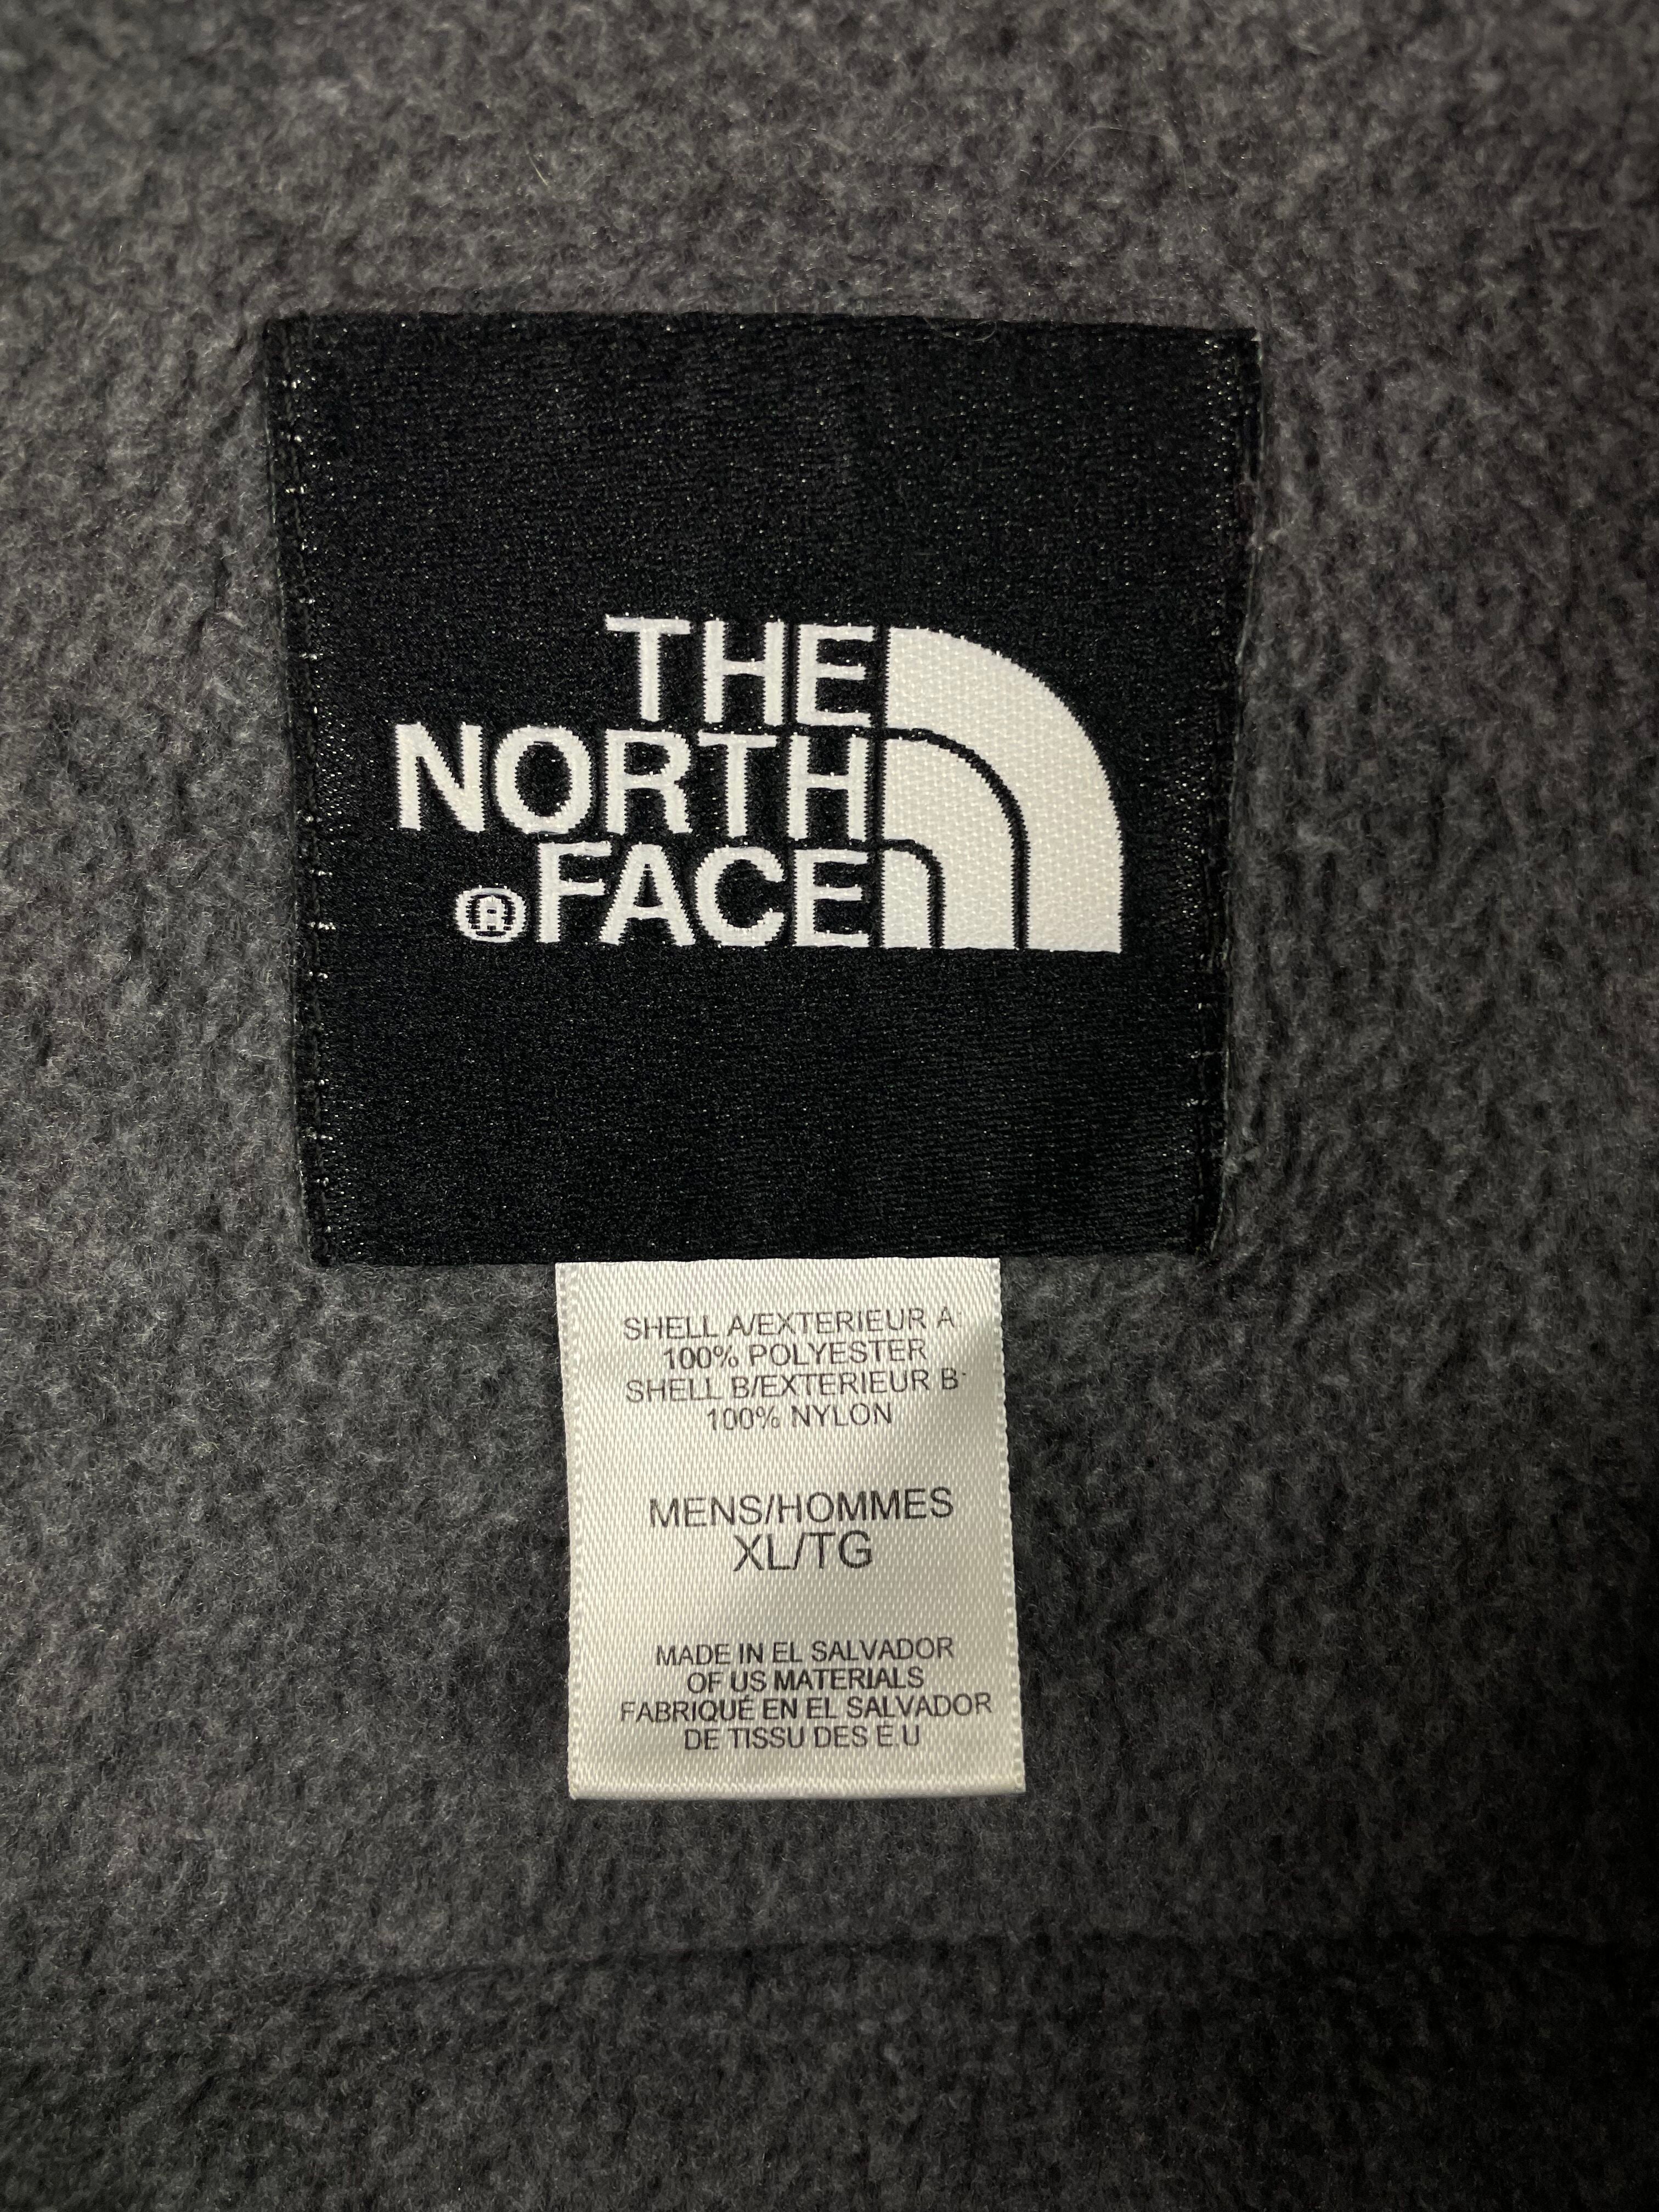 THE
NORTH
®FACE
SHELL A/EXTERIEUR A:
100% POLYESTER
SHELL B/EXTERIEUR B:
100% NYLON
MENS/HOMMES
XL/TG
MADE IN EL SALVADOR
OF US MATERIALS
FABRIQUÉ EN EL SALVADOR
DE TISSU DES E.U